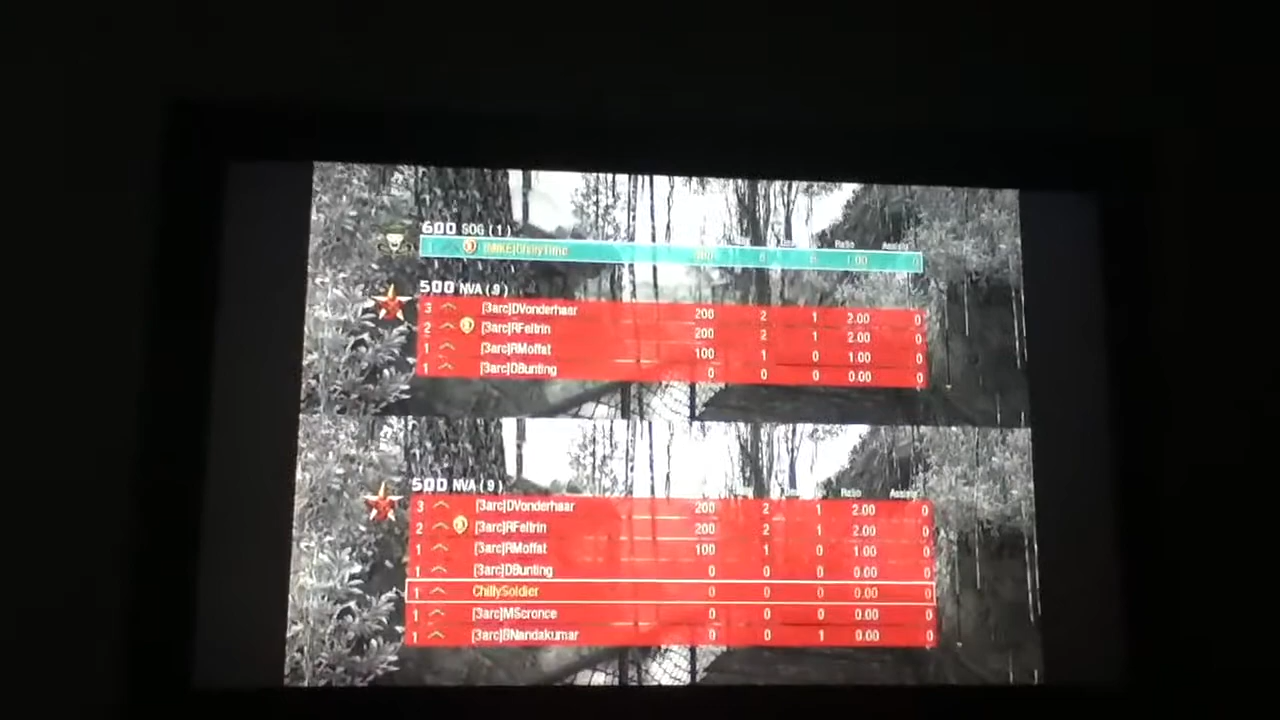 600 SOG ( 1 )
Ratio Assists
1 1.00
500 NVA ( 9 )
3 [3arc]DVonderhaar 200 2 1 2.00 0
2 [3arc]RFeltrin 200 2 1 2.00 0
1 [3arc]RMoffat 100 1 0 1.00 0
1 [3arc]DBunting 0 0 0 0.00 0
500 NVA ( 9 )
Ratio Assists
3 [3arc]DVonderhaar 200 2 1 2.00 0
2 [3arc]RFeltrin 200 2 1 2.00 0
1 [3arc]RMoffat 100 1 0 1.00 0
1 [3arc]DBunting 0 0 0 0.00 0
1 ChillySoldier 0 0 0 0.00 0
1 [3arc]MScronce 0 0 0 0.00 0
1 [3arc]BNandakumar 0 0 1 0.00 0